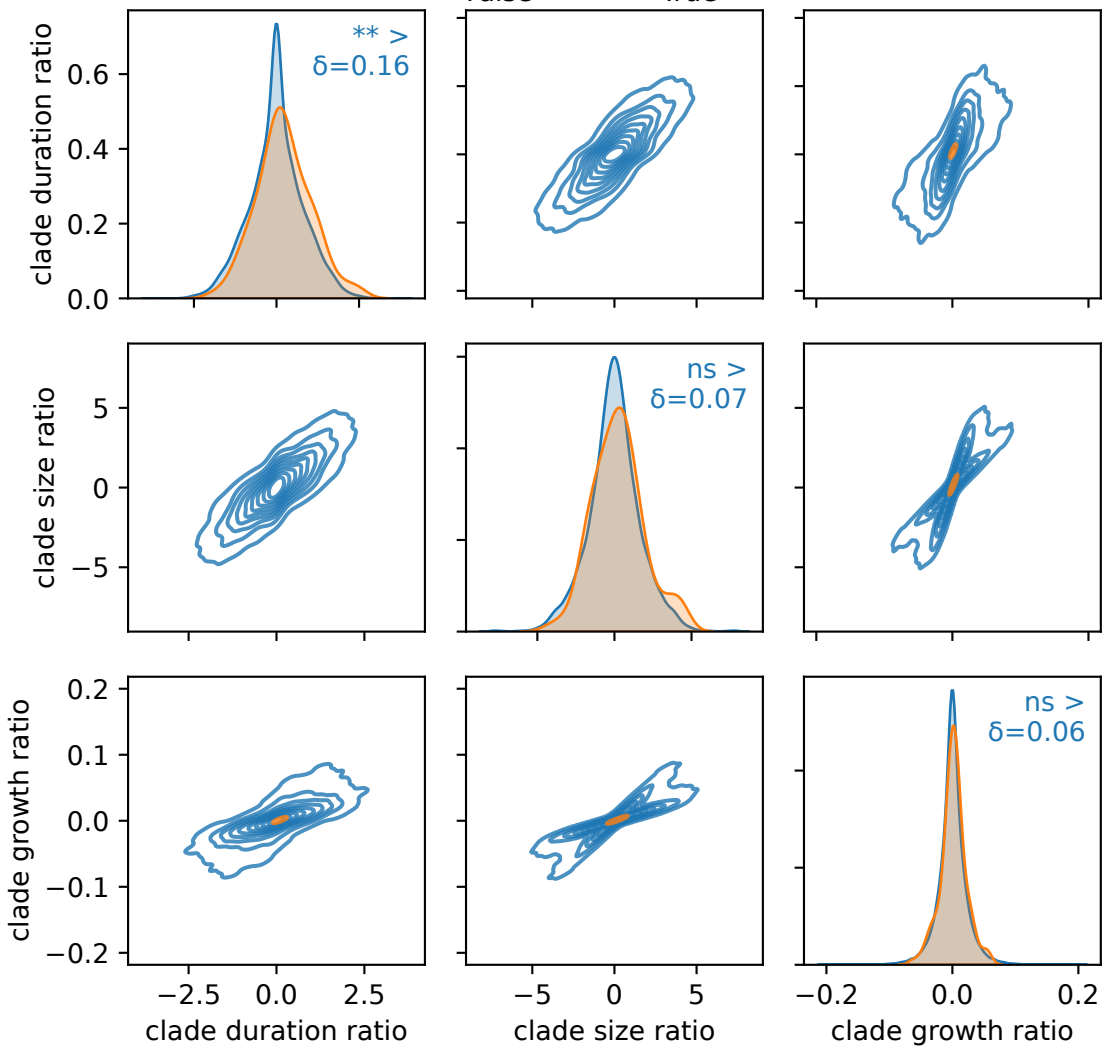 clade duration ratio
0.6
0.4
0.2
0.0
** >
δ=0.16
clade size ratio
5
0
−5
ns >
δ=0.07
clade growth ratio
0.2
0.1
0.0
−0.1
−0.2
ns >
δ=0.06
−2.5 0.0 2.5
−5 0 5
−0.2 0.0 0.2
clade duration ratio
clade size ratio
clade growth ratio